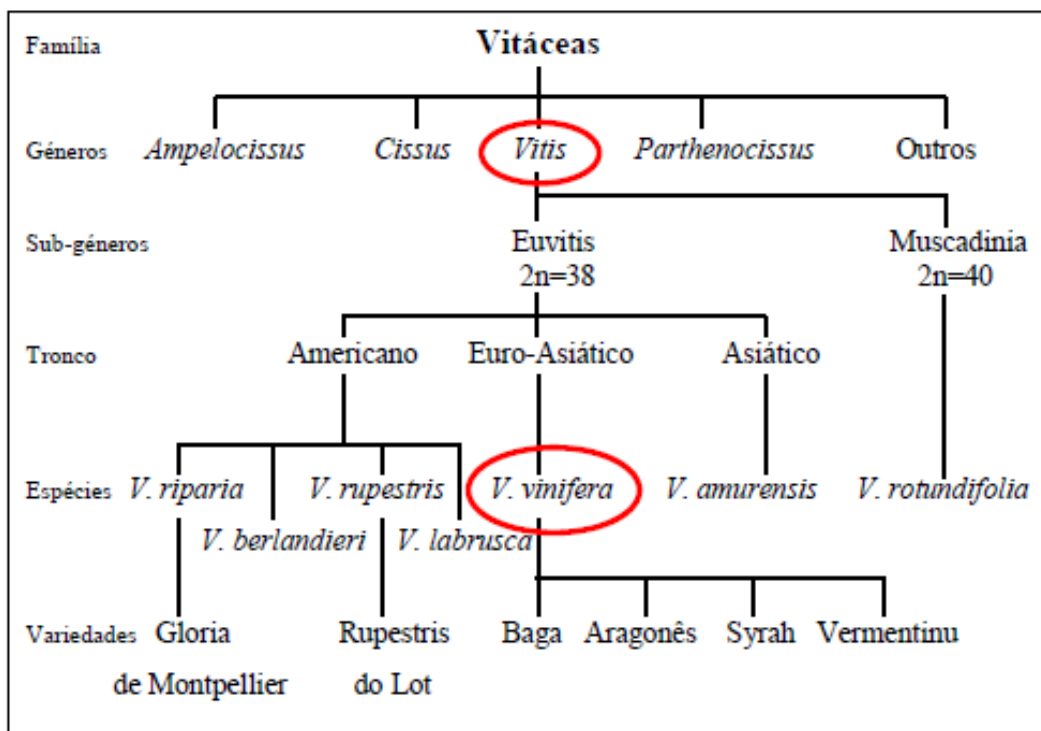 Família Vitáceas
Géneros Ampelocissus Cissus Vitis Parthenocissus Outros
Sub-géneros Euvitis Muscadinia
2n=38 2n=40
Tronco Americano Euro-Asiático Asiático
Espécies V. riparia V. rupestris V. vinifera V. amurensis V. rotundifolia
V. berlandieri V. labrusca
Variedades Gloria Rupestris Baga Aragonês Syrah Vermentinu
de Montpellier do Lot